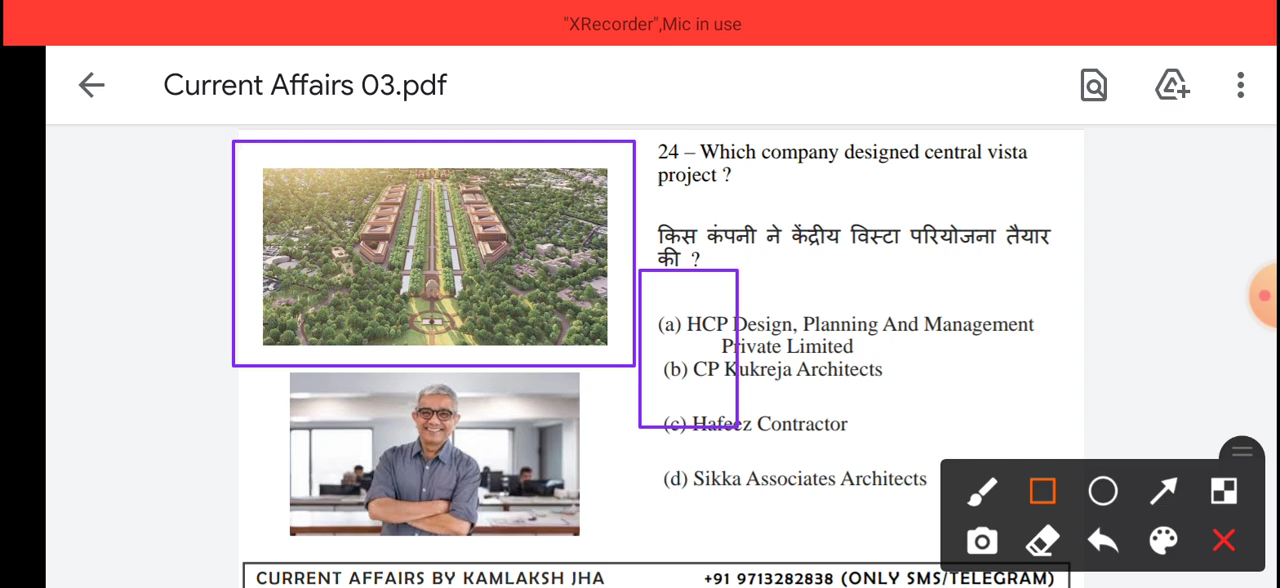 "XRecorder",Mic in use
Current Affairs 03.pdf
24 – Which company designed central vista
project ?
किस कंपनी ने केंद्रीय विस्टा परियोजना तैयार
की ?
(a) HCP Design, Planning And Management
Private Limited
(b) CP Kukreja Architects
(c) Hafeez Contractor
(d) Sikka Associates Architects
CURRENT AFFAIRS BY KAMLAKSH JHA
+91 9713282838 (ONLY SMS/TELEGRAM)